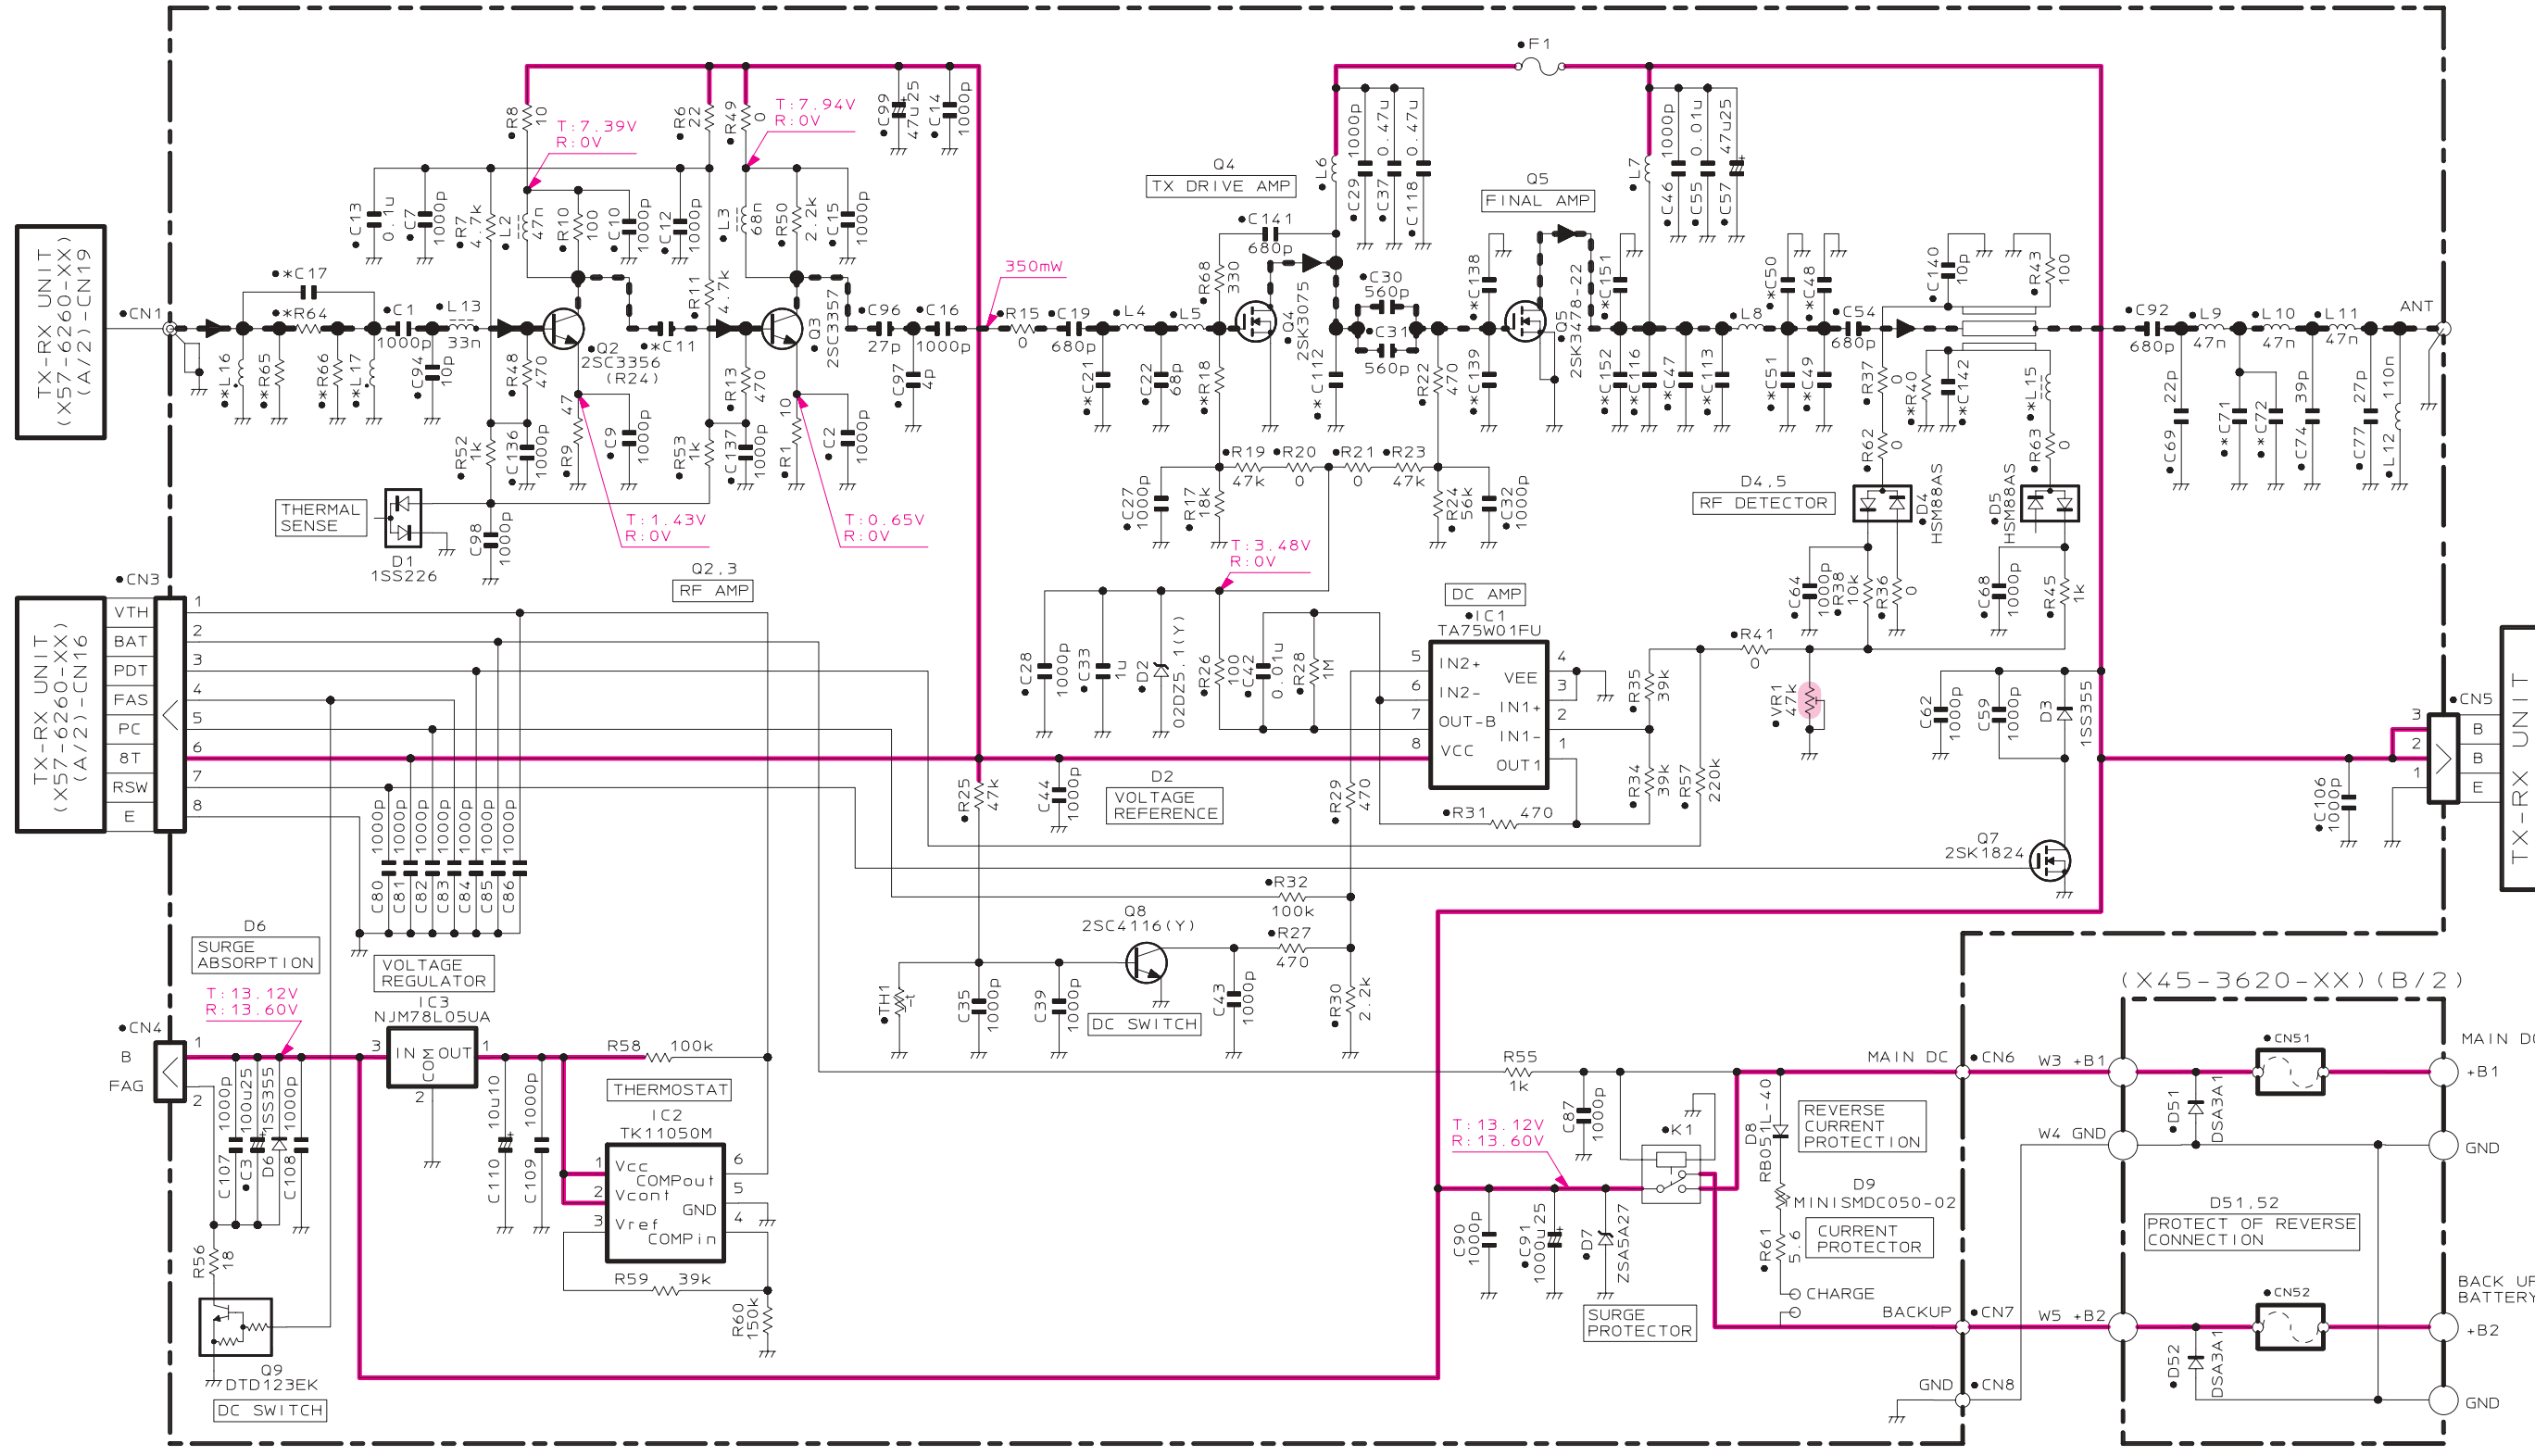 F1
R8
10
R6
22
R49
0
C99
47u25
C14
1000p
T:7.39V
R:0V
T:7.94V
R:0V
C13
0.1u
C7
1000p
R7
4.7k
L2
47n
R10
100
C10
1000p
C12
1000p
L3
68n
R50
2.2k
C15
1000p
Q4
TX DRIVE AMP
L6
C29
1000p
C37
0.47u
C118
0.47u
Q5
FINAL AMP
L7
C46
1000p
C55
0.01u
C57
47u25
TX-RX UNIT
(X57-6260-XX)
(A/2)-CN19
CN1
*C17
*R64
C1
1000p
L13
33n
*L16
*R65
*R66
*L17
C94
10p
R48
470
Q2
2SC3356
(R24)
*C11
R11
4.7k
Q3
2SC3357
C96
27p
C16
1000p
C97
4p
350mW
R15
0
C19
680p
L4
L5
*C21
C22
68p
R68
330
C141
680p
Q4
2SK3075
*R18
*C112
C30
560p
C31
560p
R22
470
*C138
*C139
Q5
2SK3478-22
*C151
*C152
*C116
*C47
*C113
L8
*C50
*C48
*C51
*C49
C54
680p
C140
10p
R43
100
R37
0
*R40
*C142
*L15
R62
0
R63
0
C92
680p
L9
47n
L10
47n
L11
47n
ANT
C69
22p
*C71
*C72
C74
39p
C77
27p
L12
110n
R52
1k
C136
1000p
R9
47
C9
1000p
R53
1k
R13
470
C137
1000p
R1
10
C2
1000p
THERMAL
SENSE
D1
1SS226
C98
1000p
T:1.43V
R:0V
T:0.65V
R:0V
Q2,3
RF AMP
R19
47k
R20
0
R21
0
R23
47k
C27
1000p
R17
18k
R24
56k
C32
1000p
T:3.48V
R:0V
D4,5
RF DETECTOR
D4
HSM88AS
D5
HSM88AS
C64
1000p
R38
10k
R36
0
C68
1000p
R45
1k
CN3
TX-RX UNIT
(X57-6260-XX)
(A/2)-CN16
VTH 1
BAT 2
PDT 3
FAS 4
PC 5
8T 6
RSW 7
E 8
C28
1000p
C33
1u
D2
02DZ5.1(Y)
R26
100
C42
0.01u
R28
1M
DC AMP
IC1
TA75W01FU
5 IN2+
6 IN2-
7 OUT-B
8 VCC
VEE 4
IN1+ 3
IN1- 2
OUT1 1
R35
39k
R34
39k
R57
220k
R41
0
VR1
47k
C62
1000p
C59
1000p
D3
1SS355
CN5
3 B
2 B
1 E
TX-RX UNIT
C106
1000p
R25
47k
C44
1000p
D2
VOLTAGE
REFERENCE
R29
470
R31 470
Q7
2SK1824
C80
1000p
C81
1000p
C82
1000p
C83
1000p
C84
1000p
C85
1000p
C86
1000p
R32
100k
Q8
2SC4116(Y)
R27
470
TH1
-t
C35
1000p
C39
1000p
DC SWITCH
C43
1000p
R30
2.2k
D6
SURGE
ABSORPTION
VOLTAGE
REGULATOR
IC3
NJM78L05UA
T:13.12V
R:13.60V
CN4
B 1
FAG 2
3 IN OUT 1
COM
2
C107
1000p
C3
100u25
D6
1SS355
C108
1000p
R56
18
Q9
DTD123EK
DC SWITCH
C110
10u10
C109
1000p
R58 100k
THERMOSTAT
IC2
TK11050M
1 Vcc
2 Vcont
3 Vref
COMPout 6
GND 5
COMPin 4
R59 39k
R60
150k
R55
1k
C87
1000p
T:13.12V
R:13.60V
K1
C90
1000p
C91
1000u25
D7
ZSA5A27
SURGE
PROTECTOR
D8
RB051L-40
REVERSE
CURRENT
PROTECTION
D9
MINISMDC050-02
CURRENT
PROTECTOR
R61
5.6
CHARGE
MAIN DC CN6
BACKUP CN7
GND CN8
(X45-3620-XX)(B/2)
W3 +B1
W4 GND
W5 +B2
D51
DSA3A1
CN51
D51,52
PROTECT OF REVERSE
CONNECTION
D52
DSA3A1
CN52
MAIN DC
+B1
GND
BACK UP
BATTERY
+B2
GND